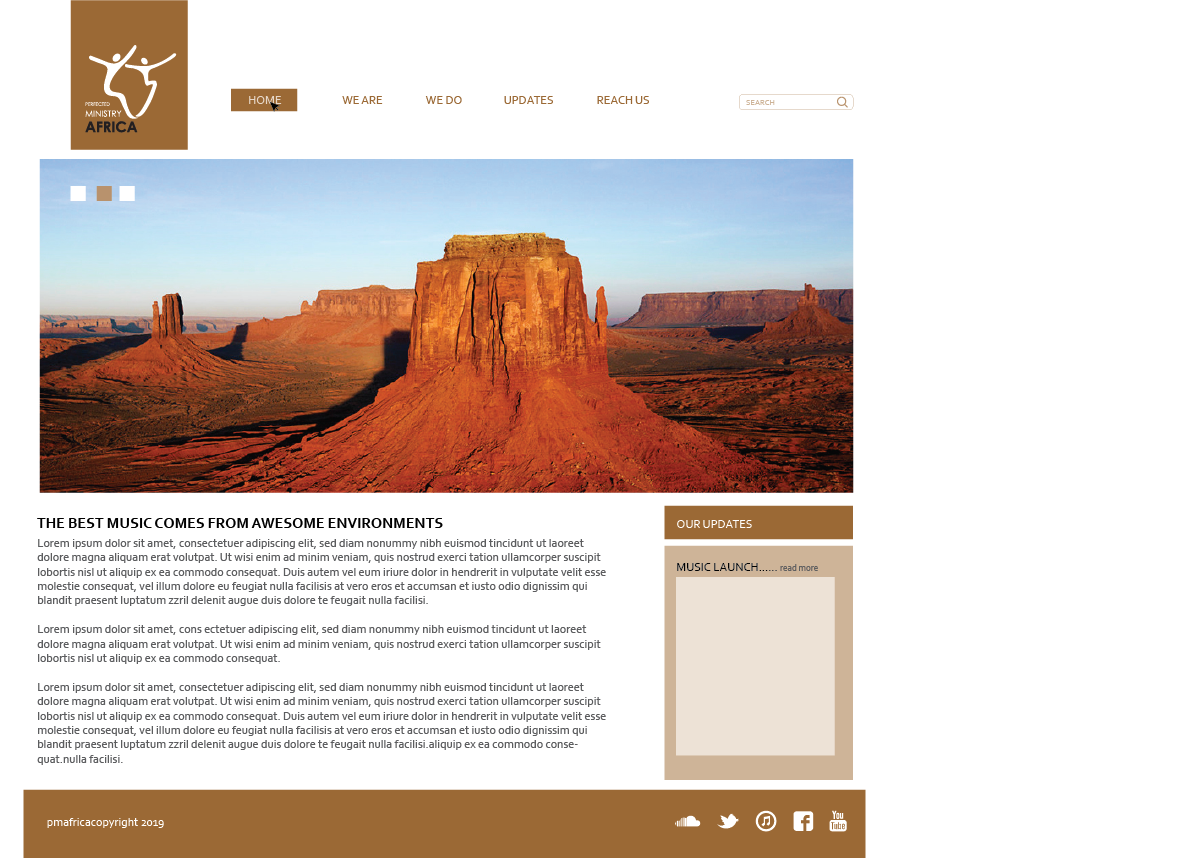 PERFECTED
MINISTRY
AFRICA
HOME WE ARE WE DO UPDATES REACH US SEARCH
THE BEST MUSIC COMES FROM AWESOME ENVIRONMENTS
Lorem ipsum dolor sit amet, consectetuer adipiscing elit, sed diam nonummy nibh euismod tincidunt ut laoreet
dolore magna aliquam erat volutpat. Ut wisi enim ad minim veniam, quis nostrud exerci tation ullamcorper suscipit
lobortis nisl ut aliquip ex ea commodo consequat. Duis autem vel eum iriure dolor in hendrerit in vulputate velit esse
molestie consequat, vel illum dolore eu feugiat nulla facilisis at vero eros et accumsan et iusto odio dignissim qui
blandit praesent luptatum zzril delenit augue duis dolore te feugait nulla facilisi.
Lorem ipsum dolor sit amet, cons ectetuer adipiscing elit, sed diam nonummy nibh euismod tincidunt ut laoreet
dolore magna aliquam erat volutpat. Ut wisi enim ad minim veniam, quis nostrud exerci tation ullamcorper suscipit
lobortis nisl ut aliquip ex ea commodo consequat.
Lorem ipsum dolor sit amet, consectetuer adipiscing elit, sed diam nonummy nibh euismod tincidunt ut laoreet
dolore magna aliquam erat volutpat. Ut wisi enim ad minim veniam, quis nostrud exerci tation ullamcorper suscipit
lobortis nisl ut aliquip ex ea commodo consequat. Duis autem vel eum iriure dolor in hendrerit in vulputate velit esse
molestie consequat, vel illum dolore eu feugiat nulla facilisis at vero eros et accumsan et iusto odio dignissim qui
blandit praesent luptatum zzril delenit augue duis dolore te feugait nulla facilisi.aliquip ex ea commodo conse-
quat.nulla facilisi.
OUR UPDATES
MUSIC LAUNCH...... read more
pmafricacopyright 2019
You
Tube